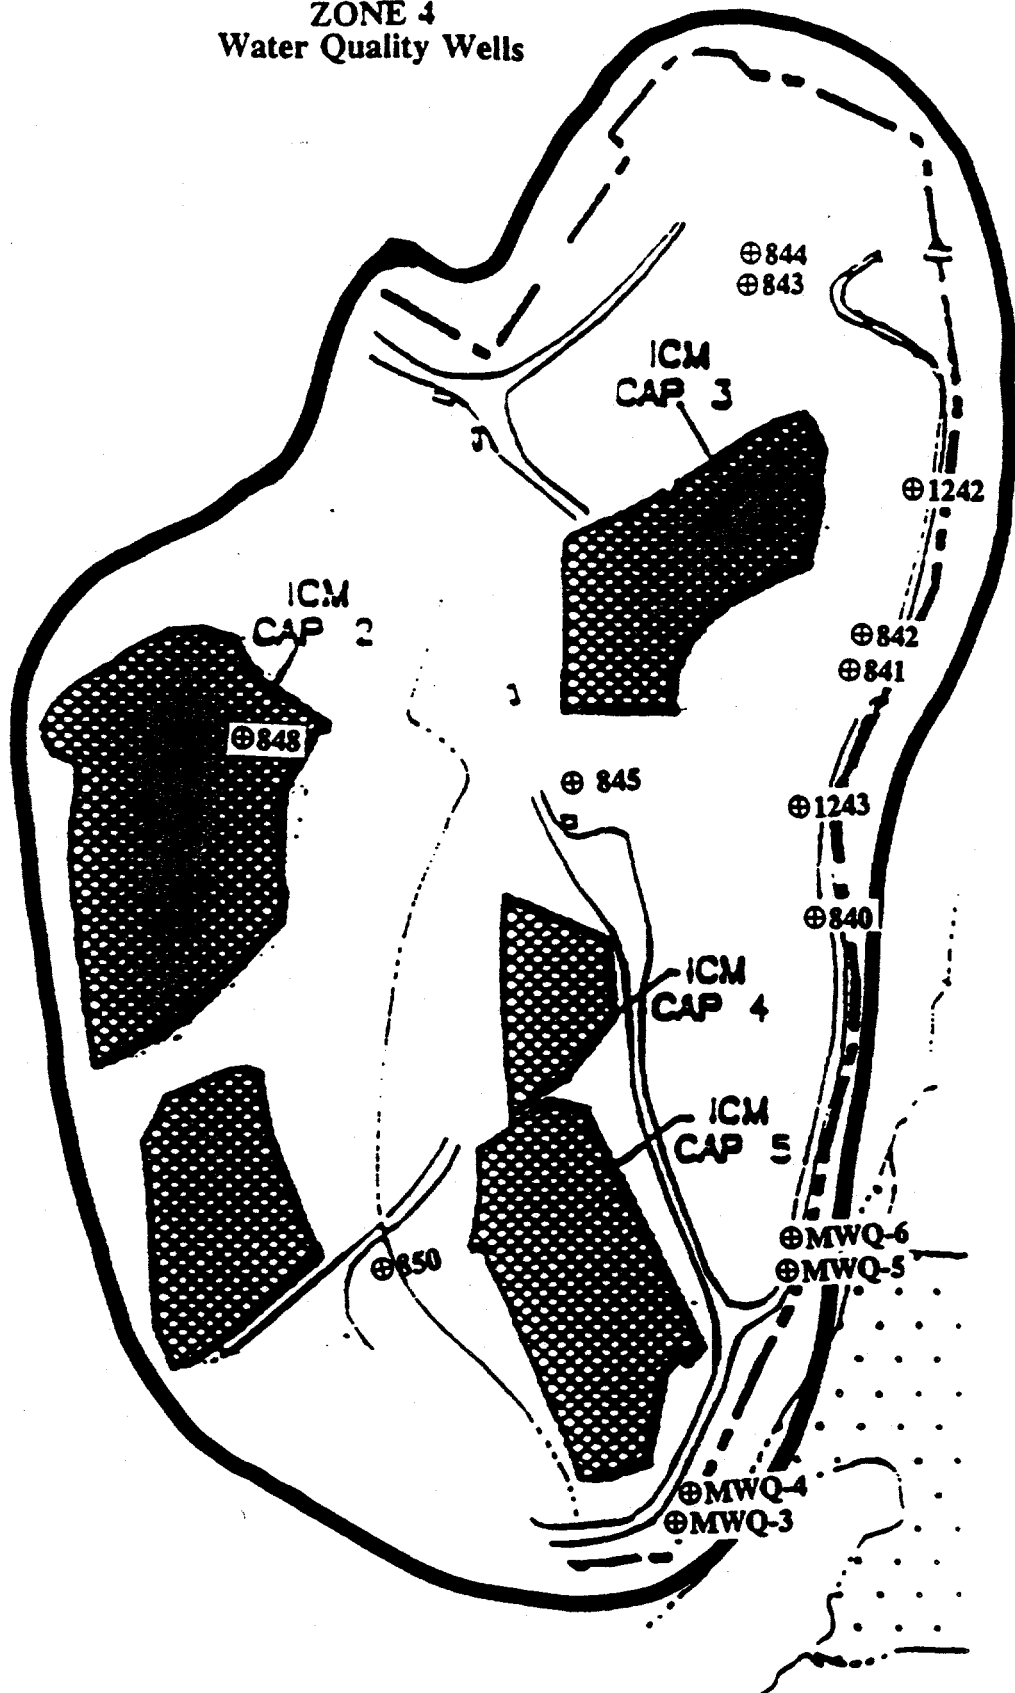 ZONE 4
Water Quality Wells
⊕844
⊕843
ICM
CAP 3
⊕1242
ICM
CAP 2
⊕842
⊕841
⊕848
⊕ 845
⊕1243
⊕840
ICM
CAP 4
ICM
CAP 5
⊕MWQ-6
⊕MWQ-5
⊕850
⊕MWQ-4
⊕MWQ-3